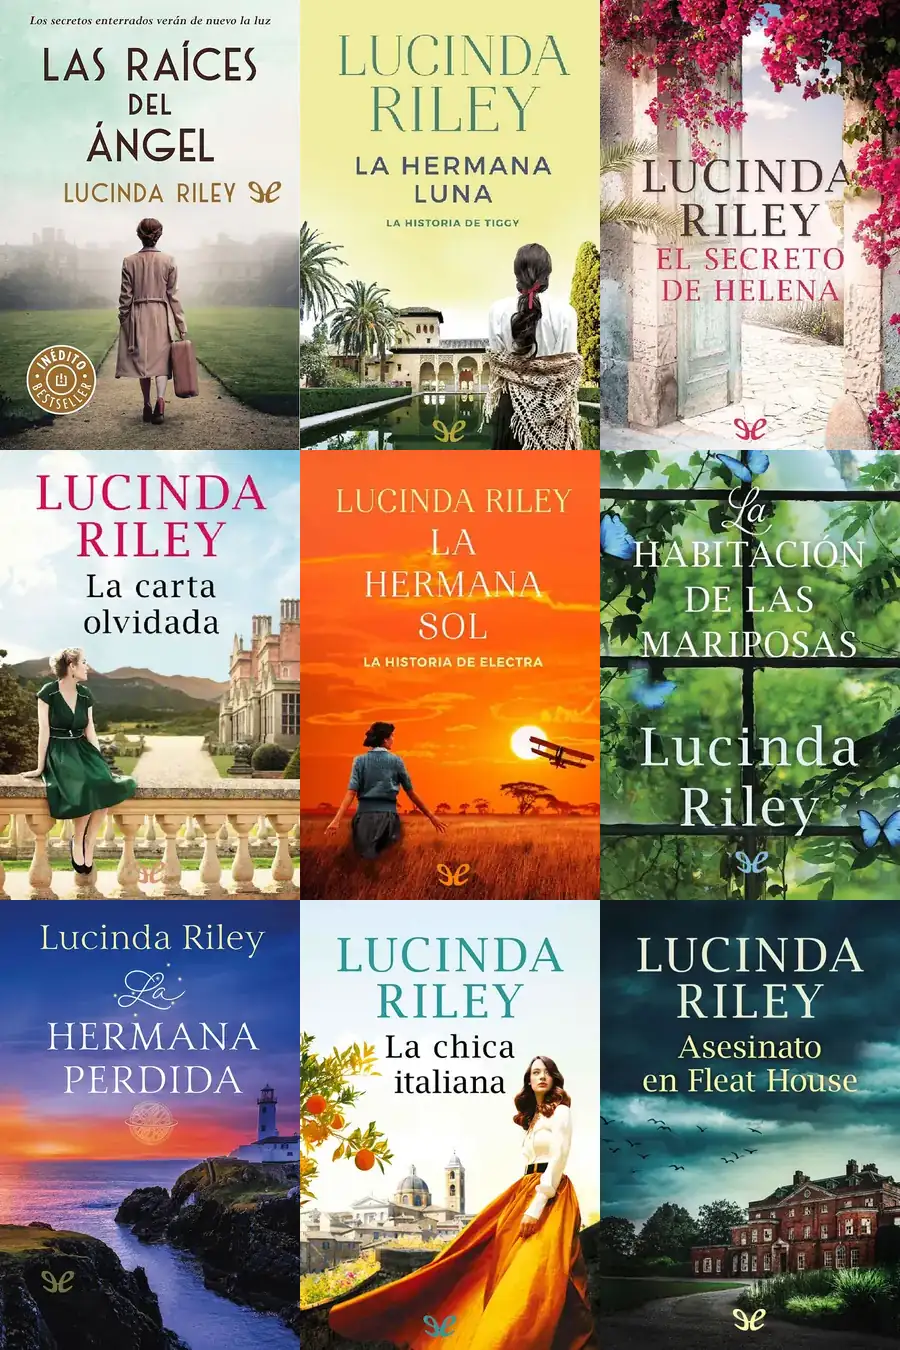 Los secretos enterrados verán de nuevo la luz
LAS RAÍCES
DEL
ÁNGEL
LUCINDA RILEY
INÉDITO
BESTSELLER
LUCINDA
RILEY
LA HERMANA
LUNA
LA HISTORIA DE TIGGY
LUCINDA
RILEY
EL SECRETO
DE HELENA
LUCINDA
RILEY
La carta
olvidada
LUCINDA RILEY
LA
HERMANA
SOL
LA HISTORIA DE ELECTRA
La
HABITACIÓN
DE LAS
MARIPOSAS
Lucinda
Riley
Lucinda Riley
La
HERMANA
PERDIDA
LUCINDA
RILEY
La chica
italiana
LUCINDA
RILEY
Asesinato
en Fleat House